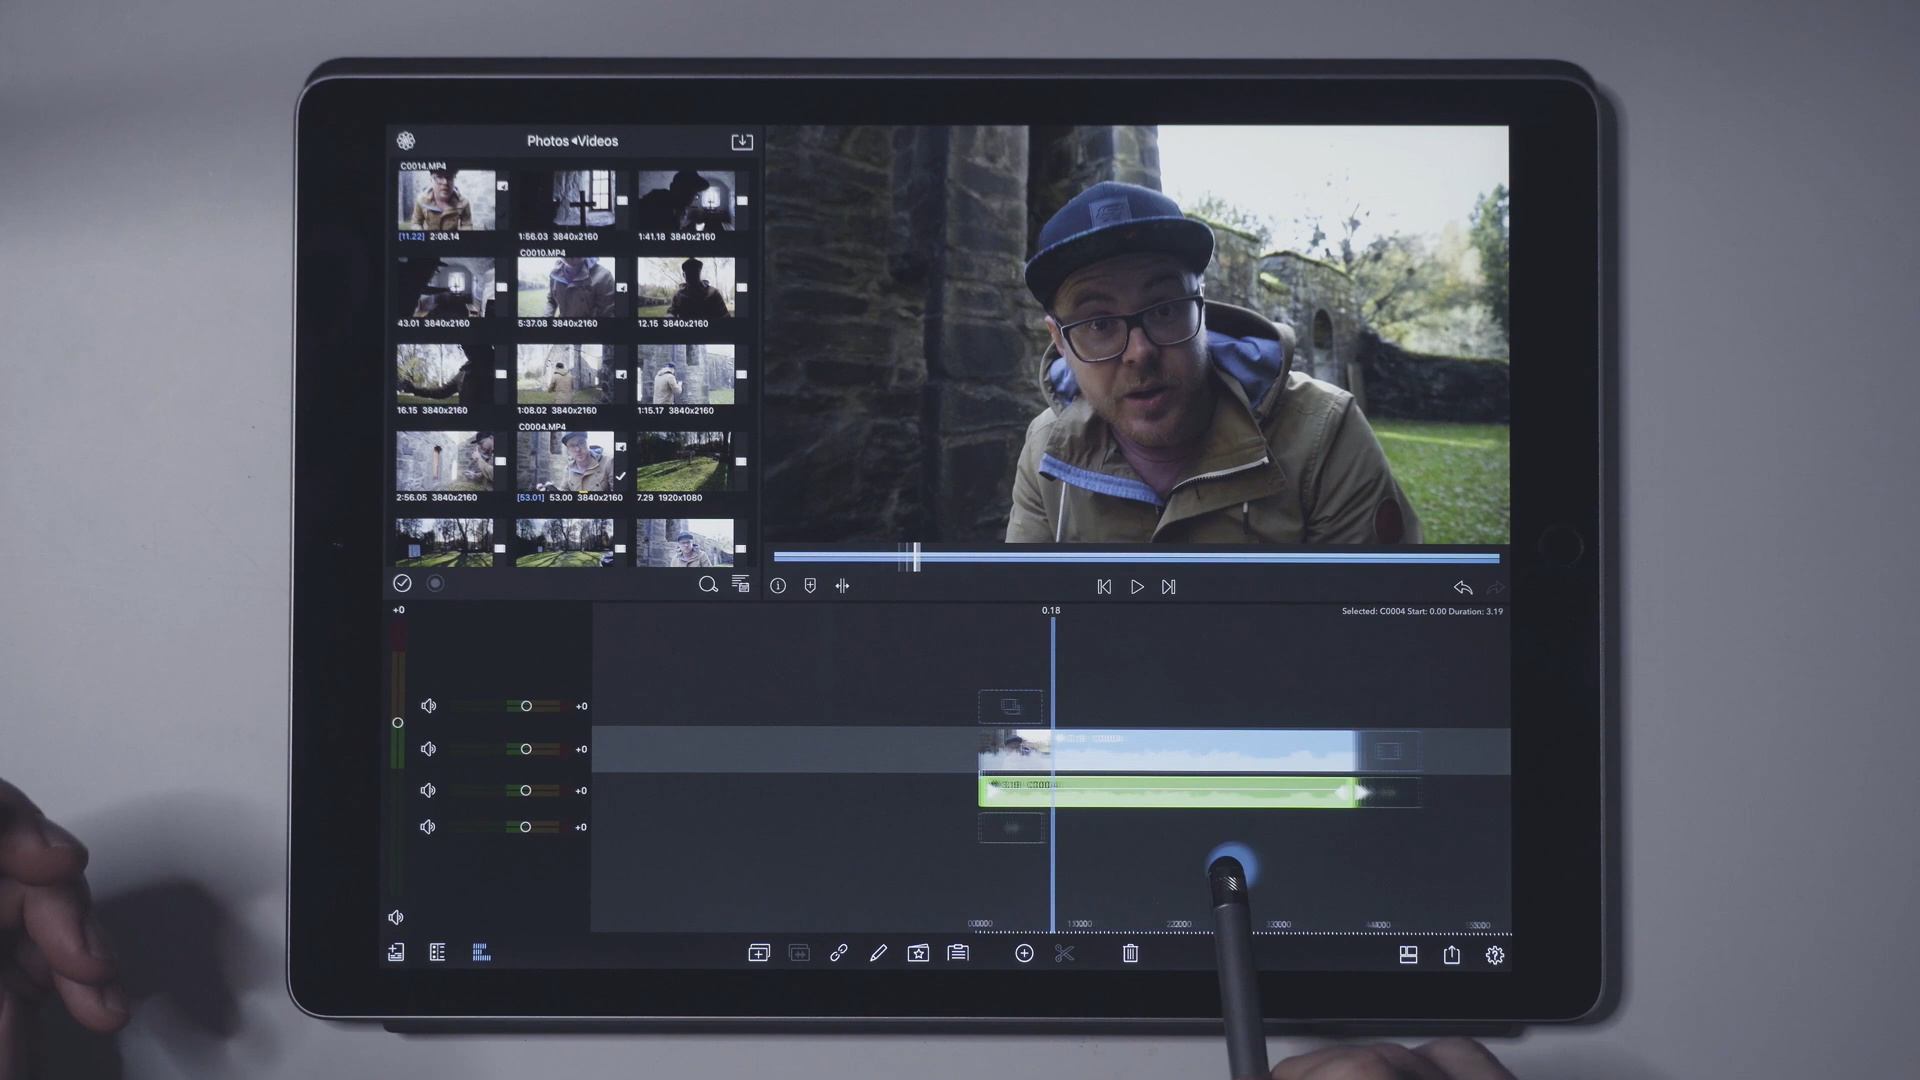 Photos◂Videos
C0014.MP4
[11.22] 2:08.14
1:56.03 3840x2160
1:41.18 3840x2160
C0010.MP4
43.01 3840x2160
5:37.08 3840x2160
12.15 3840x2160
16.15 3840x2160
1:08.02 3840x2160
1:15.17 3840x2160
C0004.MP4
2:56.05 3840x2160
[53.01] 53.00 3840x2160
7.29 1920x1080
+0
0.18
Selected: C0004 Start: 0.00 Duration: 3.19
+0
+0
+0
+0